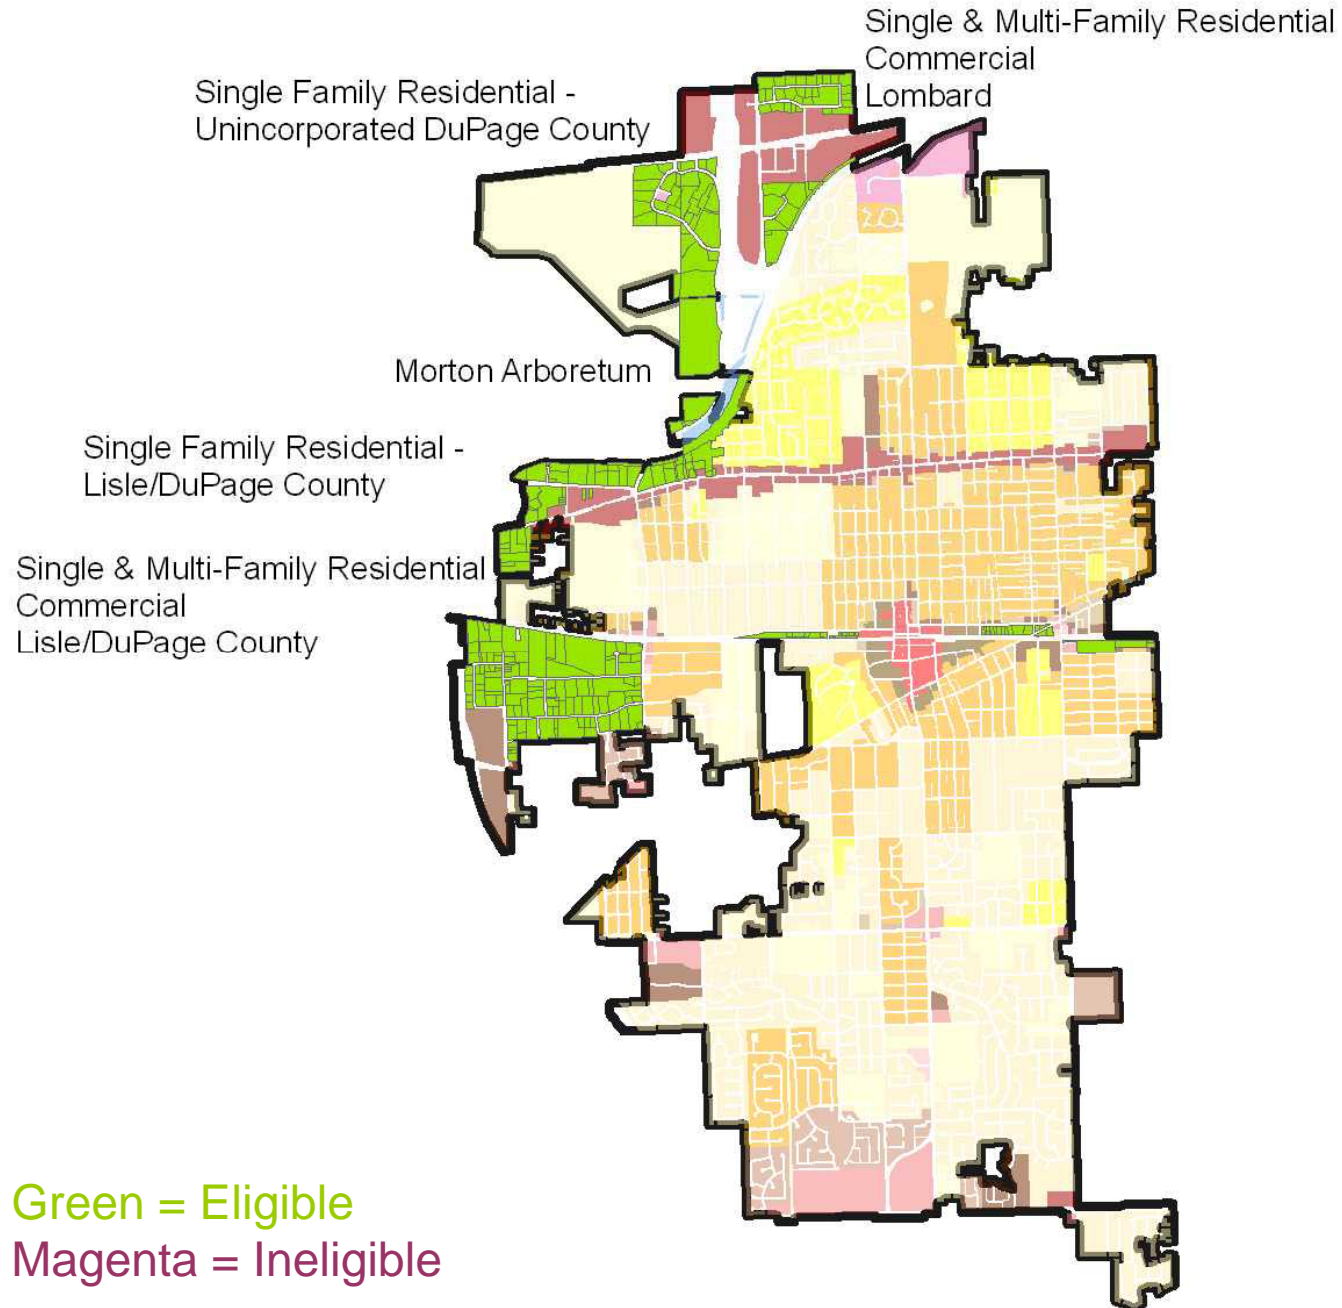 Single & Multi-Family Residential
Commercial
Lombard
Single Family Residential -
Unincorporated DuPage County
Morton Arboretum
Single Family Residential -
Lisle/DuPage County
Single & Multi-Family Residential
Commercial
Lisle/DuPage County
Green = Eligible
Magenta = Ineligible